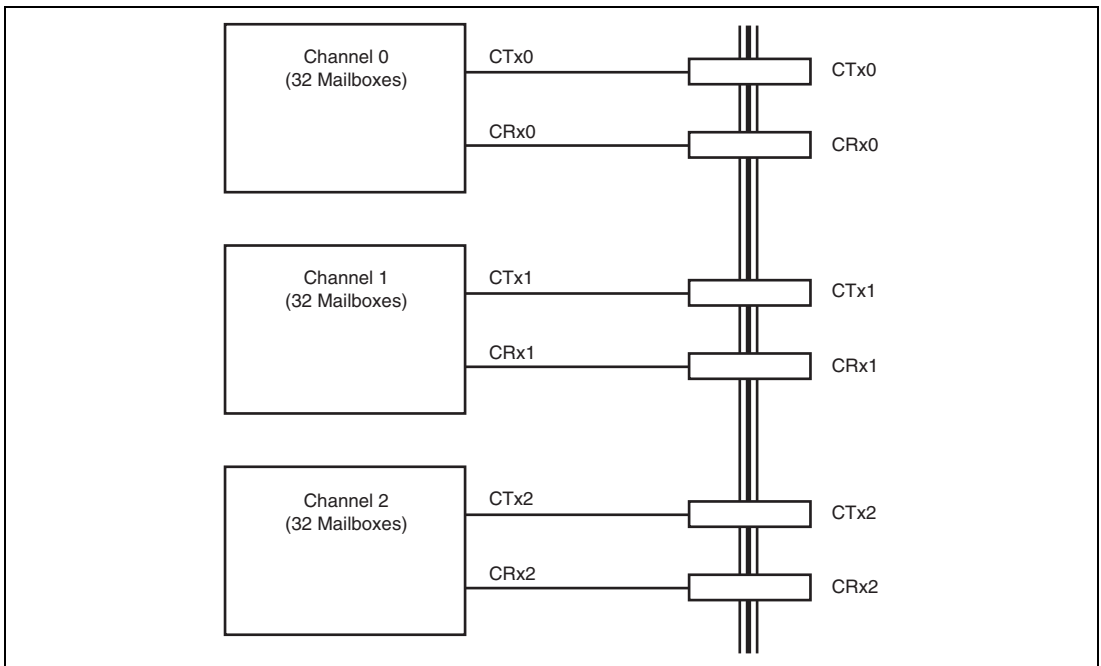 Channel 0
(32 Mailboxes)
CTx0
CTx0
CRx0
CRx0
Channel 1
(32 Mailboxes)
CTx1
CTx1
CRx1
CRx1
Channel 2
(32 Mailboxes)
CTx2
CTx2
CRx2
CRx2